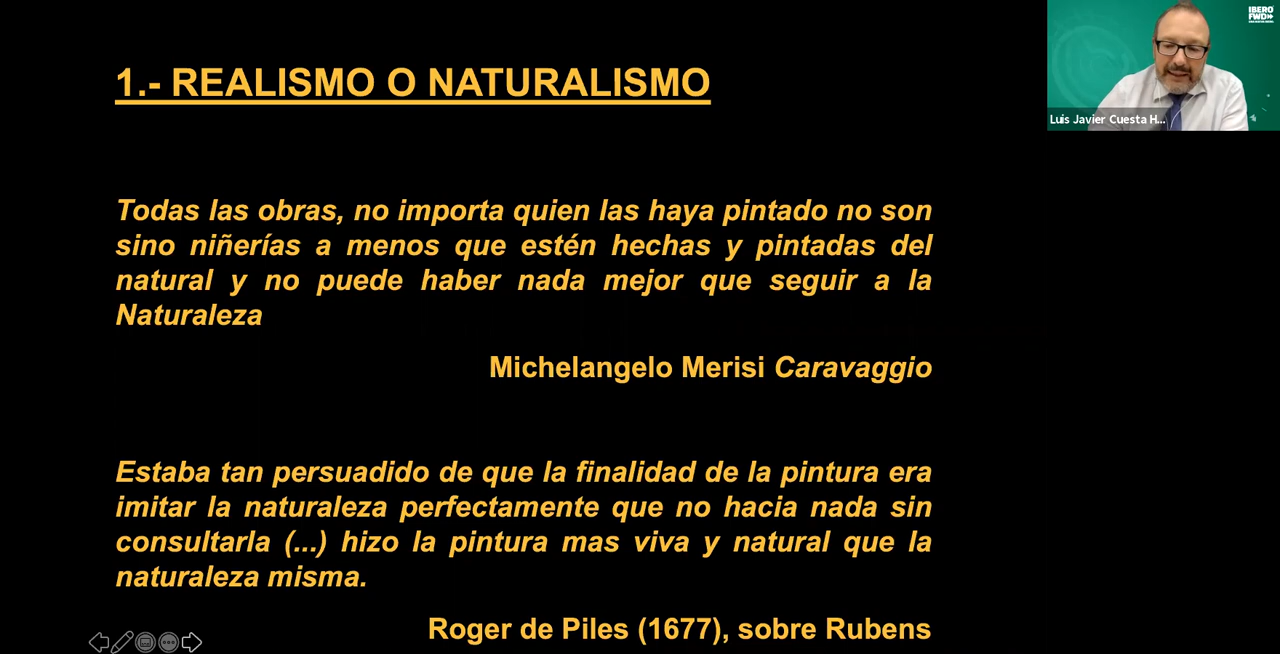 1.- REALISMO O NATURALISMO
Todas las obras, no importa quien las haya pintado no son
sino niñerías a menos que estén hechas y pintadas del
natural y no puede haber nada mejor que seguir a la
Naturaleza
Michelangelo Merisi Caravaggio
Estaba tan persuadido de que la finalidad de la pintura era
imitar la naturaleza perfectamente que no hacia nada sin
consultarla (...) hizo la pintura mas viva y natural que la
naturaleza misma.
Roger de Piles (1677), sobre Rubens
IBERO
FWD
Luis Javier Cuesta H...